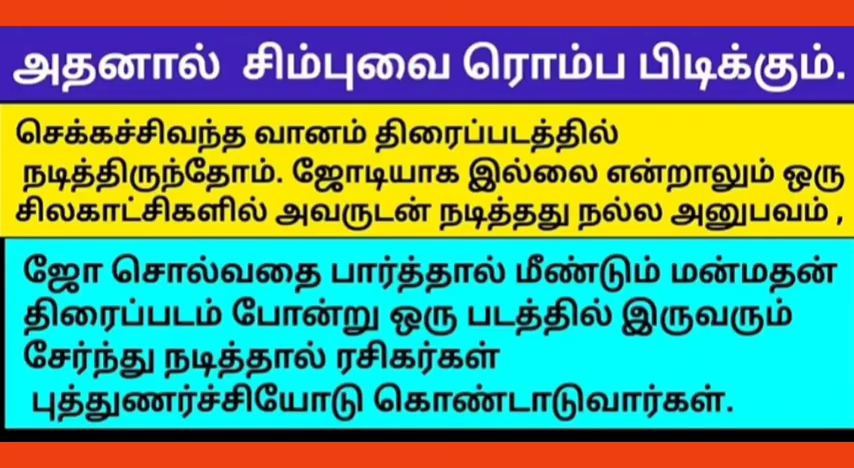 அதனால் சிம்புவை ரொம்ப பிடிக்கும்.
செக்கச்சிவந்த வானம் திரைப்படத்தில்
நடித்திருந்தோம். ஜோடியாக இல்லை என்றாலும் ஒரு
சிலகாட்சிகளில் அவருடன் நடித்தது நல்ல அனுபவம் ,
ஜோ சொல்வதை பார்த்தால் மீண்டும் மன்மதன்
திரைப்படம் போன்று ஒரு படத்தில் இருவரும்
சேர்ந்து நடித்தால் ரசிகர்கள்
புத்துணர்ச்சியோடு கொண்டாடுவார்கள்.